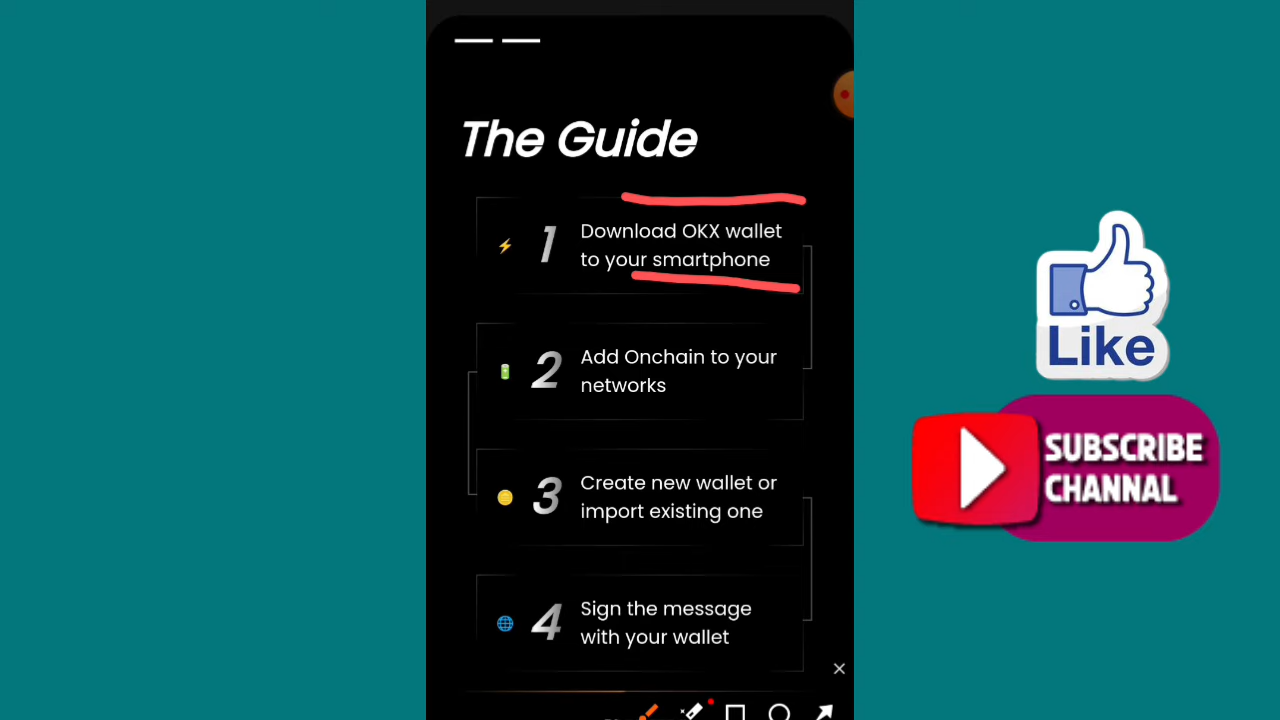 The Guide
1
Download OKX wallet
to your smartphone
2
Add Onchain to your
networks
3
Create new wallet or
import existing one
4
Sign the message
with your wallet
Like
SUBSCRIBE
CHANNAL